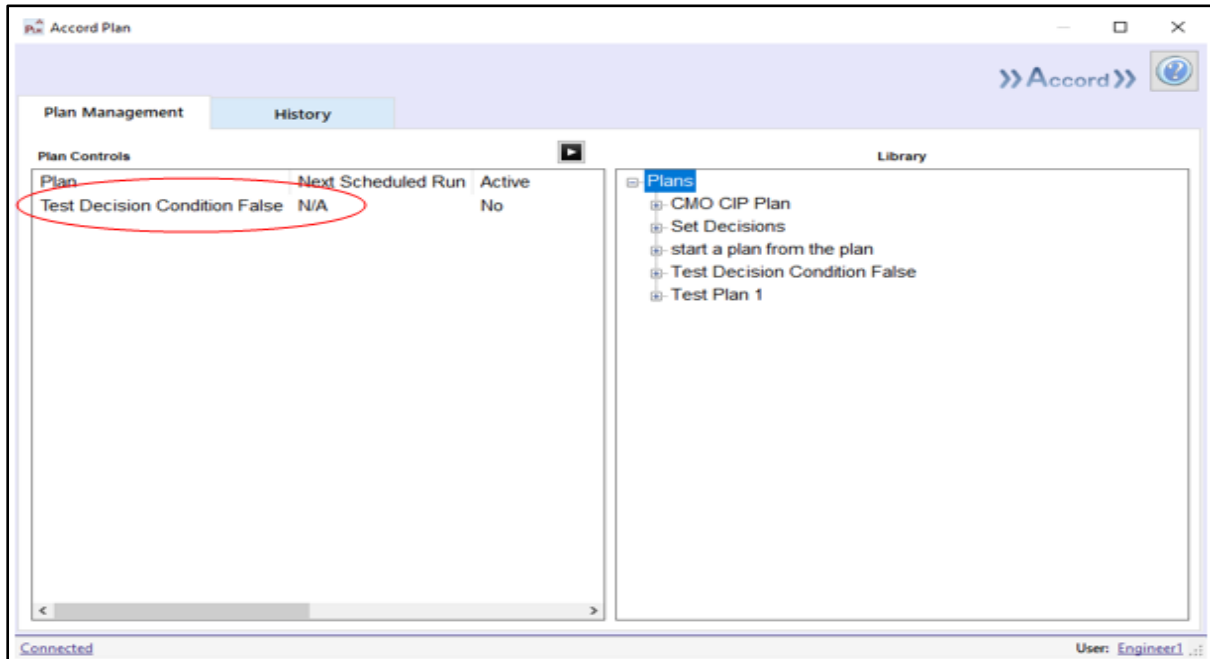 Accord Plan
»Accord»
Plan Management History
Plan Controls
Plan Next Scheduled Run Active
Test Decision Condition False N/A No
Library
Plans
CMO CIP Plan
Set Decisions
start a plan from the plan
Test Decision Condition False
Test Plan 1
Connected User: Engineer1